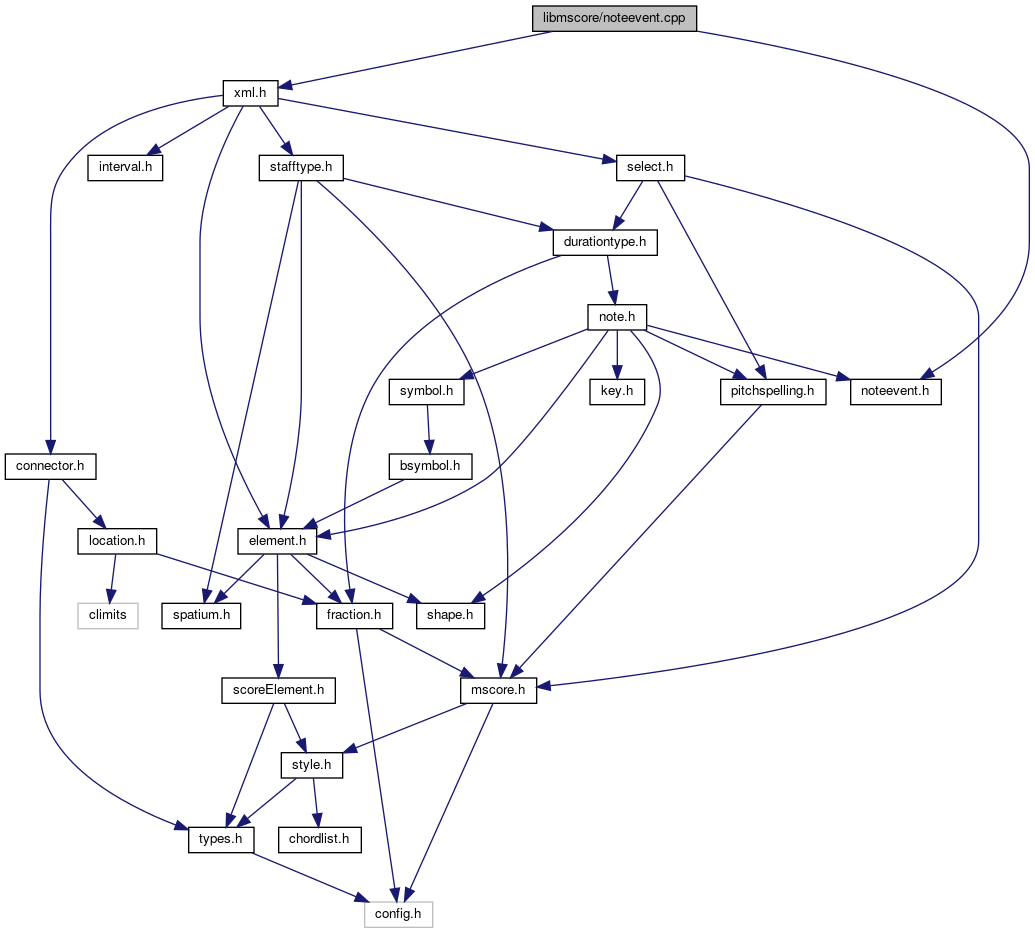 libmscore/noteevent.cpp
xml.h
interval.h
stafftype.h
select.h
durationtype.h
note.h
symbol.h
key.h
pitchspelling.h
noteevent.h
connector.h
bsymbol.h
location.h
element.h
climits
spatium.h
fraction.h
shape.h
scoreElement.h
mscore.h
style.h
types.h
chordlist.h
config.h